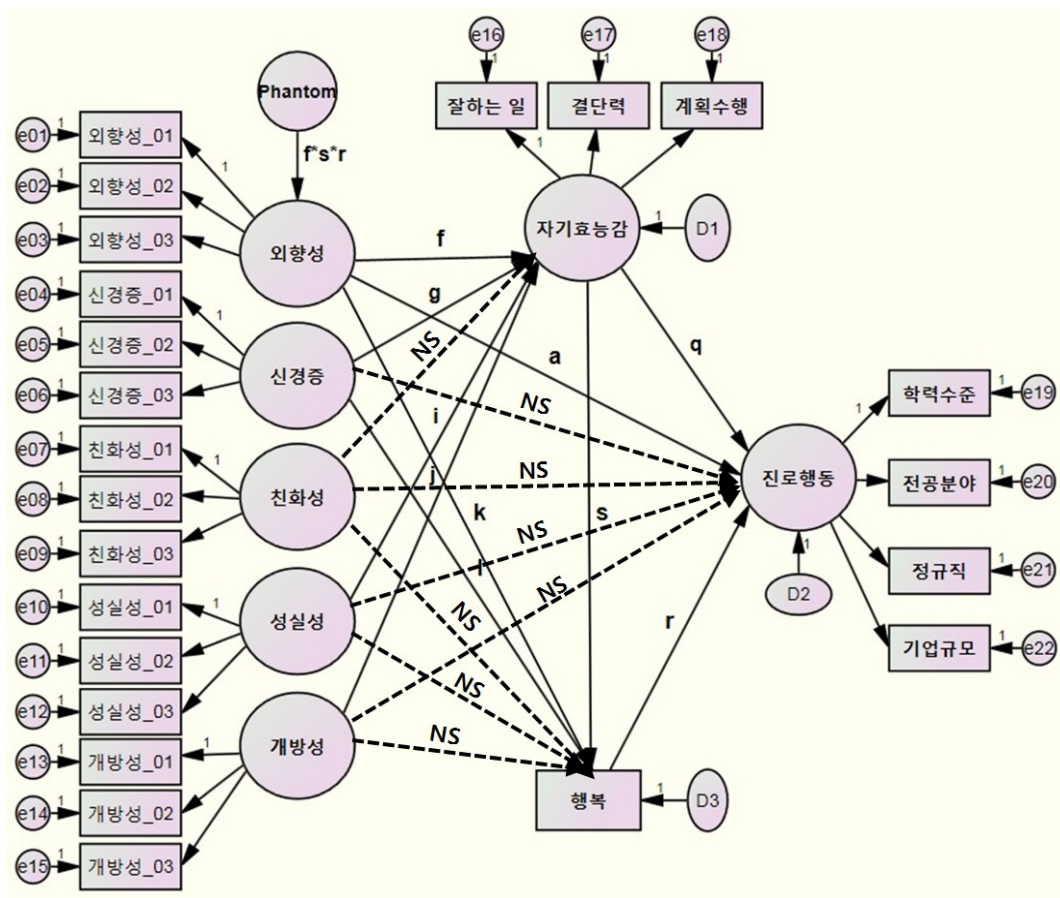 e16
e17
e18
1
1
1
잘하는 일
결단력
계획수행
1
Phantom
f*s*r
e01
1
외향성_01
1
e02
1
외향성_02
e03
1
외향성_03
외향성
자기효능감
1
D1
f
e04
1
신경증_01
1
e05
1
신경증_02
e06
1
신경증_03
신경증
g
NS
a
q
NS
i
e07
1
친화성_01
1
e08
1
친화성_02
e09
1
친화성_03
친화성
j
NS
k
s
NS
l
NS
진로행동
1
D2
1
학력수준
1
e19
전공분야
1
e20
정규직
1
e21
기업규모
1
e22
e10
1
성실성_01
1
e11
1
성실성_02
e12
1
성실성_03
성실성
NS
NS
r
e13
1
개방성_01
1
e14
1
개방성_02
e15
1
개방성_03
개방성
NS
행복
1
D3